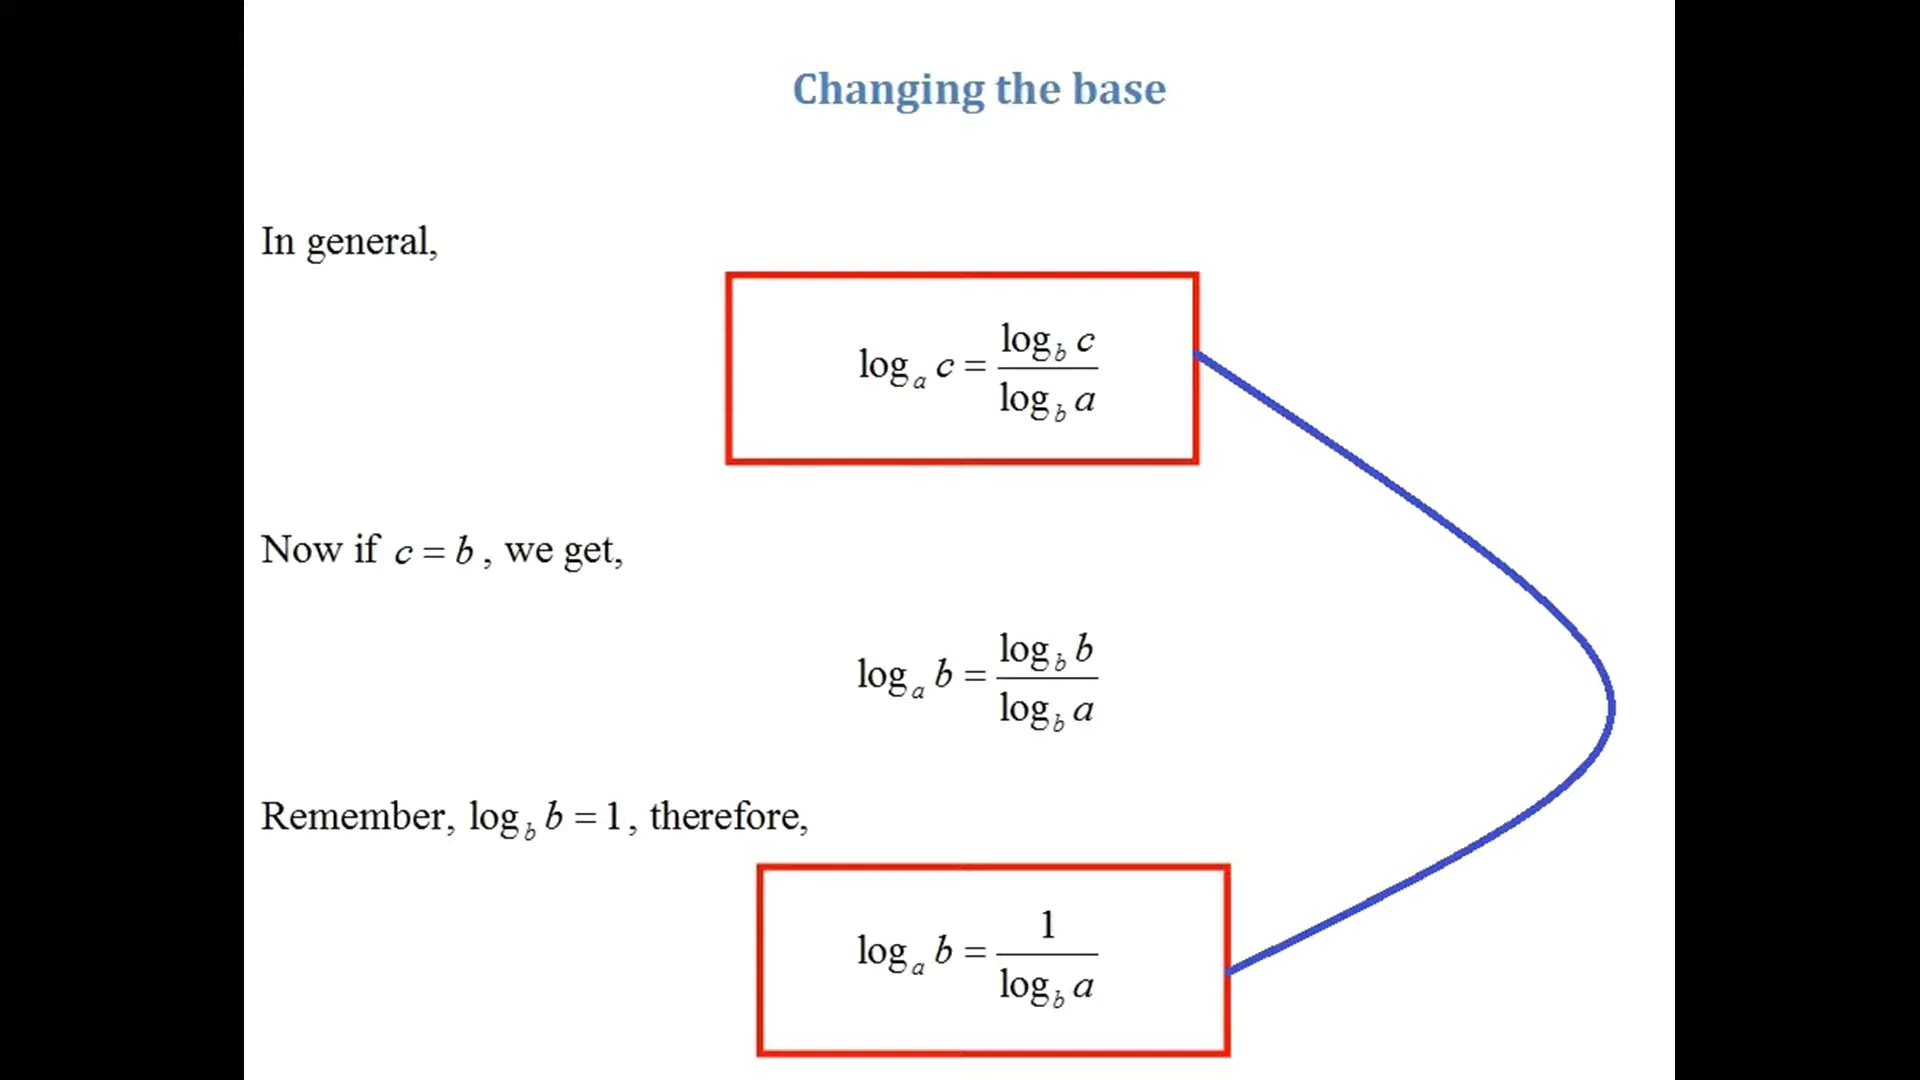 Changing the base
In general,
log_a c = log_b c / log_b a
Now if c = b, we get,
log_a b = log_b b / log_b a
Remember, log_b b = 1, therefore,
log_a b = 1 / log_b a